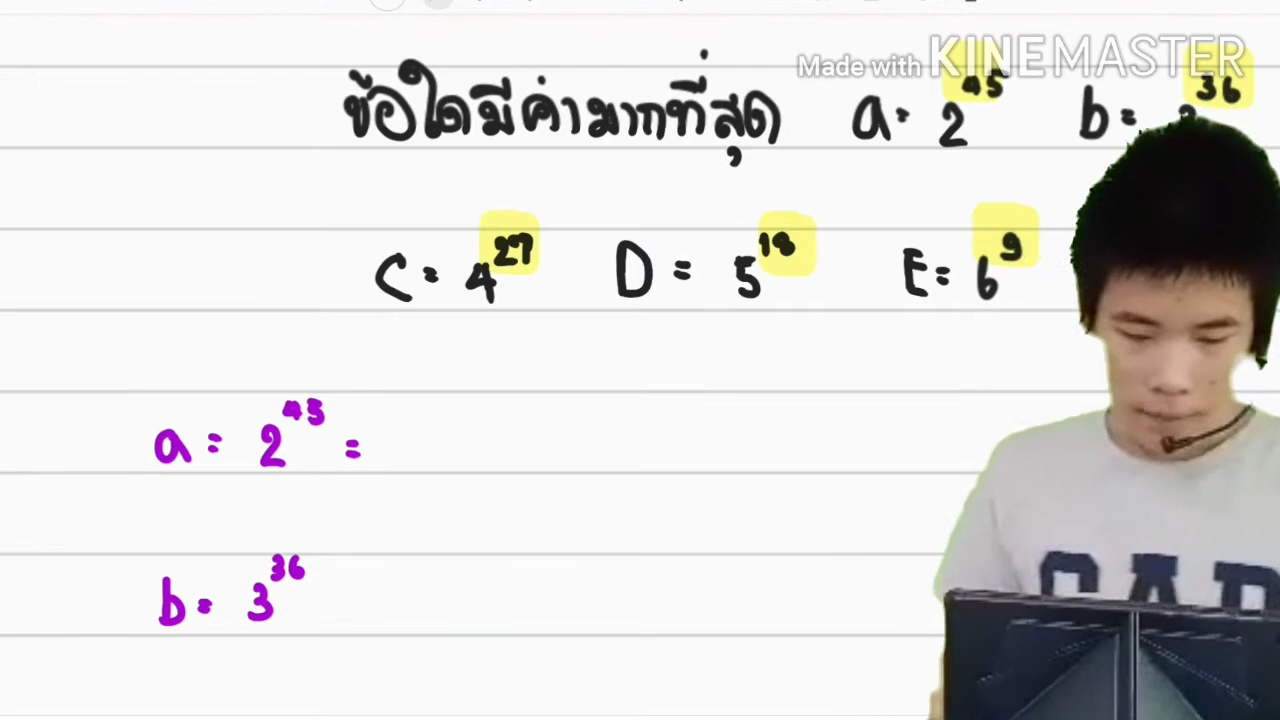 Made with KINEMASTER
ข้อใดมีค่ามากที่สุด a = 2^45 b = 3^36
C = 4^27 D = 5^18 E = 6^9
a = 2^45 =
b = 3^36
GAP